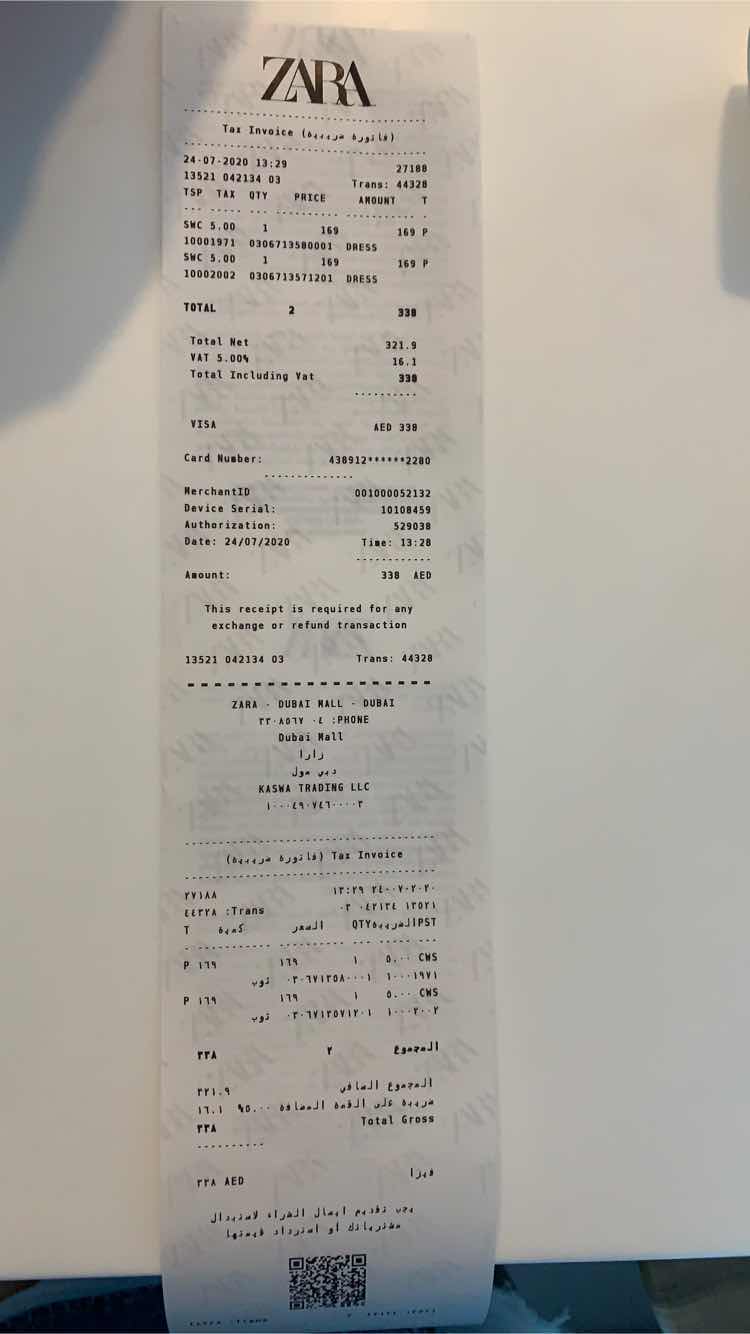 ZARA
Tax Invoice (فاتورة ضريبية)
24-07-2020 13:29 27188
13521 042134 03 Trans: 44328
TSP TAX QTY PRICE AMOUNT T
SWC 5.00 1 169 169 P
10001971 0306713580001 DRESS
SWC 5.00 1 169 169 P
10002002 0306713571201 DRESS
TOTAL 2 338
Total Net 321.9
VAT 5.00% 16.1
Total Including Vat 338
VISA AED 338
Card Number: 438912******2280
MerchantID 001000052132
Device Serial: 10108459
Authorization: 529038
Date: 24/07/2020 Time: 13:28
Amount: 338 AED
This receipt is required for any
exchange or refund transaction
13521 042134 03 Trans: 44328
ZARA - DUBAI MALL - DUBAI
٣٣٠٨٥٦٧ ٠٤ :PHONE
Dubai Mall
زارا
دبي مول
KASWA TRADING LLC
١٠٠٠٤٩٠٧٤٦٠٠٠٠٣
(فاتورة ضريبية) Tax Invoice
٢٧١٨٨ ١٣:٢٩ ٢٤-٠٧-٢٠٢٠
٤٤٣٢٨ :Trans ٠٣ ٠٤٢١٣٤ ١٣٥٢١
T كمية السعر QTYالضريبةPST
P ١٦٩ ١٦٩ ١ ٥.٠٠ CWS
ثوب ٠٣٠٦٧١٣٥٨٠٠٠١ ١٠٠٠١٩٧١
P ١٦٩ ١٦٩ ١ ٥.٠٠ CWS
ثوب ٠٣٠٦٧١٣٥٧١٢٠١ ١٠٠٠٢٠٠٢
٣٣٨ ٢ المجموع
٣٢١.٩ المجموع الصافي
١٦.١ %٥.٠٠ ضريبة على القمة المضافة
٣٣٨ Total Gross
٣٣٨ AED فيزا
يجب تقديم ايصال الشراء لاستبدال
مشترياتك أو استرداد قيمتها